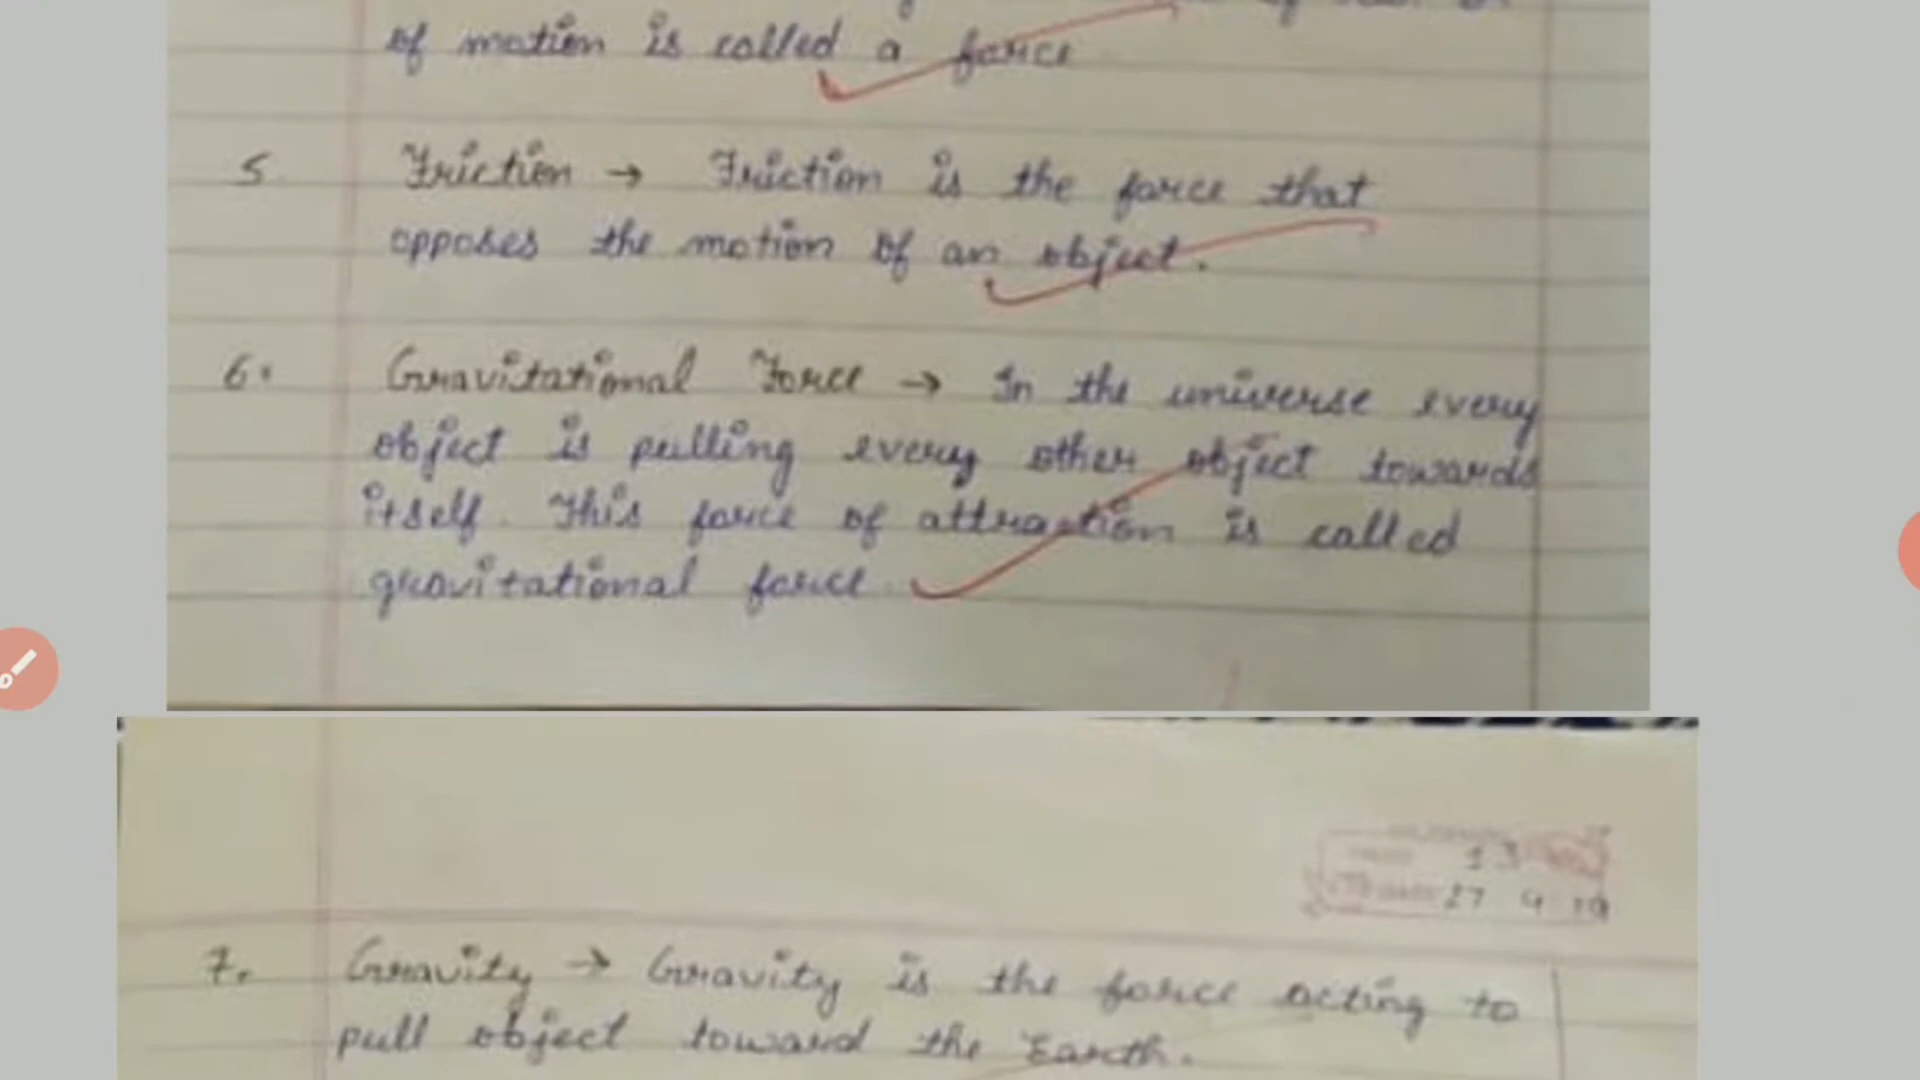 of motion is called a force
5 Friction → Friction is the force that
opposes the motion of an object.
6. Gravitational Force → In the universe every
object is pulling every other object towards
itself. This force of attraction is called
gravitational force
13
27 4 19
7. Gravity → Gravity is the force acting to
pull object toward the Earth.